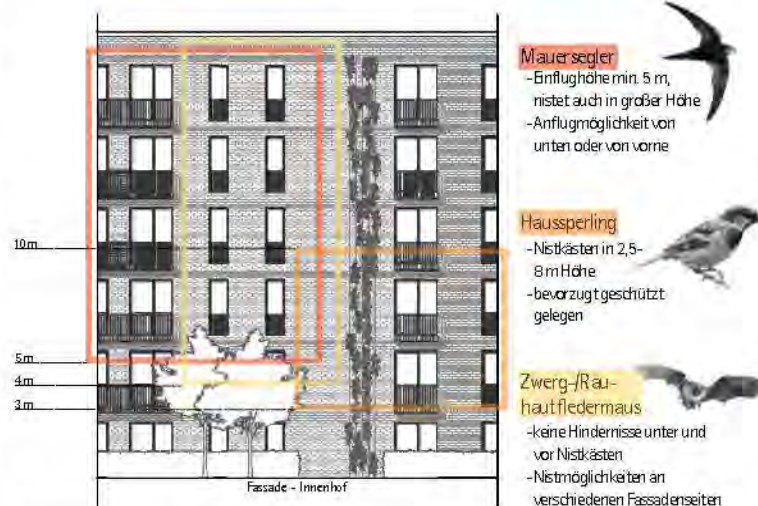 10 m
5 m
4 m
3 m
Fassade - Innenhof
Mauersegler
-Einflughöhe min. 5 m,
nistet auch in großer Höhe
-Anflugmöglichkeit von
unten oder von vorne
Haussperling
-Nistkästen in 2,5-
8 m Höhe
-bevorzugt geschützt
gelegen
Zwerg-/Rau-
hautfledermaus
-keine Hindernisse unter und
vor Nistkästen
-Nistmöglichkeiten an
verschiedenen Fassadenseiten